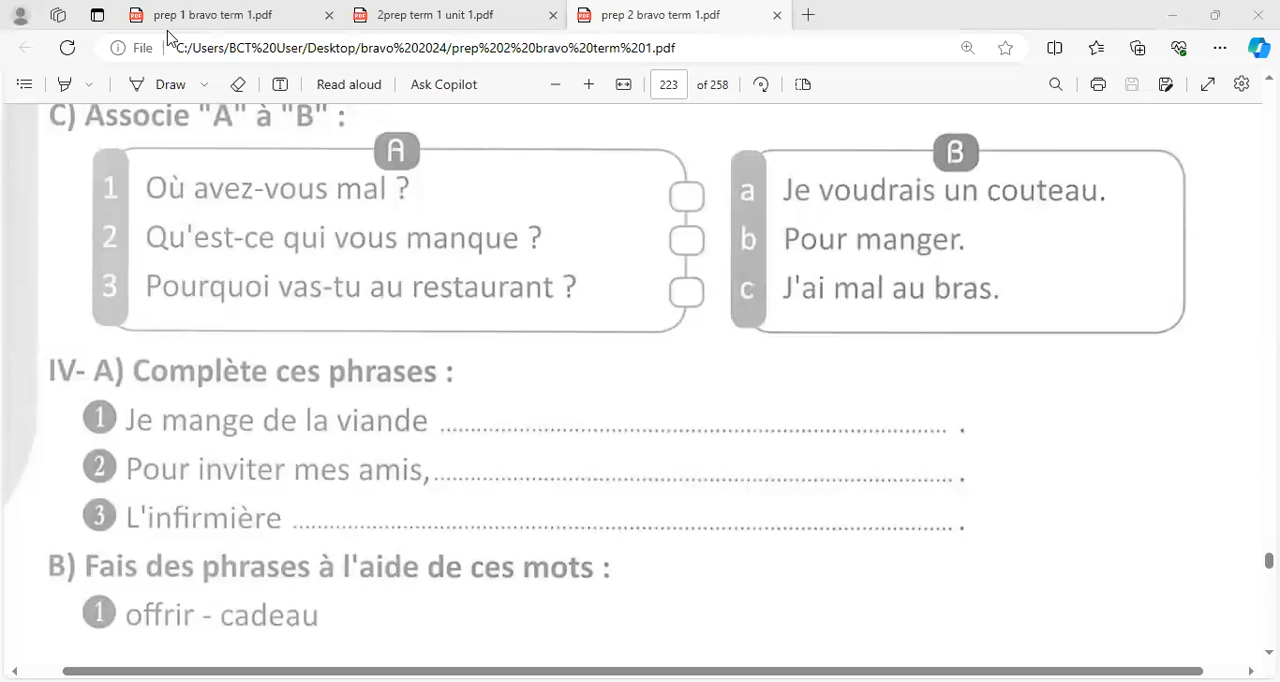 prep 1 bravo term 1.pdf
2prep term 1 unit 1.pdf
prep 2 bravo term 1.pdf
File
C:/Users/BCT%20User/Desktop/bravo%202024/prep%202%20bravo%20term%201.pdf
Draw
Read aloud
Ask Copilot
223 of 258
C) Associe "A" à "B" :
A
1 Où avez-vous mal ?
2 Qu'est-ce qui vous manque ?
3 Pourquoi vas-tu au restaurant ?
B
a Je voudrais un couteau.
b Pour manger.
c J'ai mal au bras.
IV- A) Complète ces phrases :
1 Je mange de la viande ............................................................ .
2 Pour inviter mes amis,............................................................ .
3 L'infirmière ............................................................ .
B) Fais des phrases à l'aide de ces mots :
1 offrir - cadeau